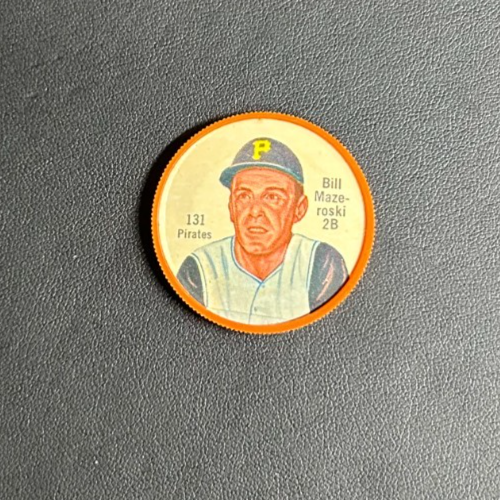 P
131
Pirates
Bill
Maze-
roski
2B